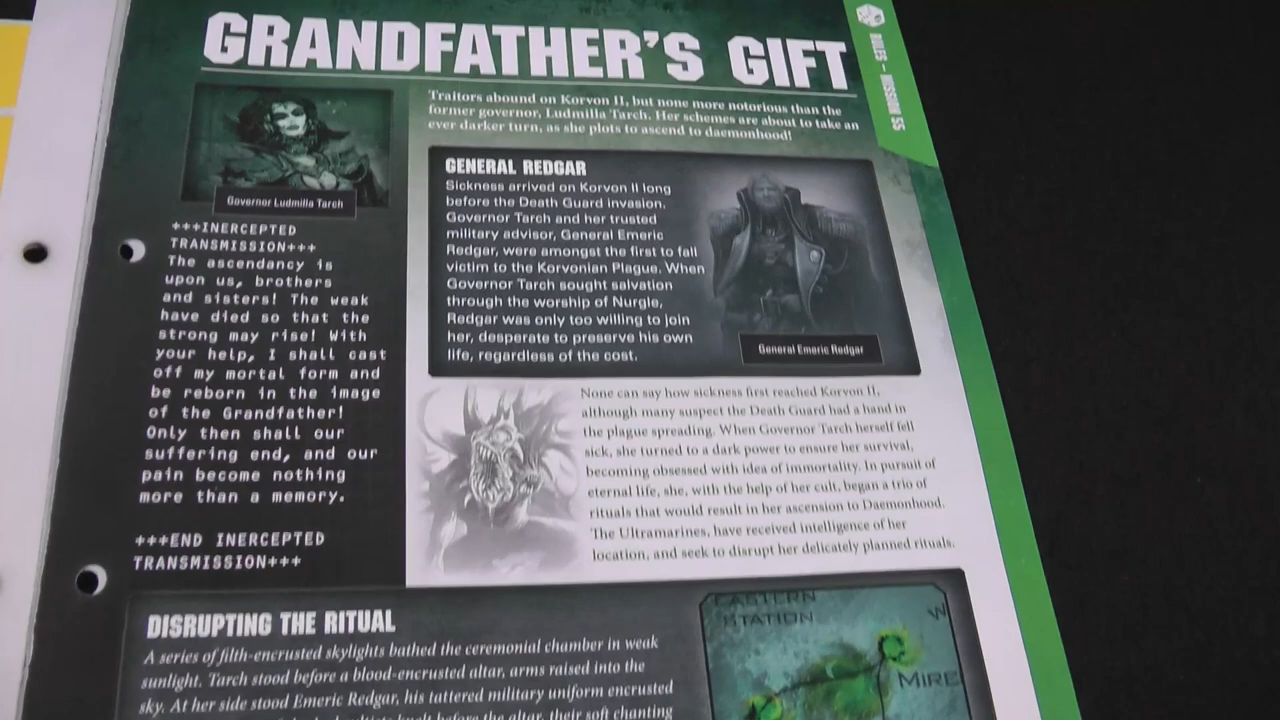 GRANDFATHER'S GIFT
RULES - MISSION 55
Traitors abound on Korvon II, but none more notorious than the
former governor, Ludmilla Tarch. Her schemes are about to take an
ever darker turn, as she plots to ascend to daemonhood!
Governor Ludmilla Tarch
+++INERCEPTED
TRANSMISSION+++
The ascendancy is
upon us, brothers
and sisters! The weak
have died so that the
strong may rise! With
your help, I shall cast
off my mortal form and
be reborn in the image
of the Grandfather!
Only then shall our
suffering end, and our
pain become nothing
more than a memory.
+++END INERCEPTED
TRANSMISSION+++
GENERAL REDGAR
Sickness arrived on Korvon II long
before the Death Guard invasion.
Governor Tarch and her trusted
military advisor, General Emeric
Redgar, were amongst the first to fall
victim to the Korvonian Plague. When
Governor Tarch sought salvation
through the worship of Nurgle,
Redgar was only too willing to join
her, desperate to preserve his own
life, regardless of the cost.
General Emeric Redgar
None can say how sickness first reached Korvon II,
although many suspect the Death Guard had a hand in
the plague spreading. When Governor Tarch herself fell
sick, she turned to a dark power to ensure her survival,
becoming obsessed with idea of immortality. In pursuit of
eternal life, she, with the help of her cult, began a trio of
rituals that would result in her ascension to Daemonhood.
The Ultramarines, have received intelligence of her
location, and seek to disrupt her delicately planned rituals.
DISRUPTING THE RITUAL
A series of filth-encrusted skylights bathed the ceremonial chamber in weak
sunlight. Tarch stood before a blood-encrusted altar, arms raised into the
sky. At her side stood Emeric Redgar, his tattered military uniform encrusted
knelt before the altar, their soft chanting
EASTERN
STATION
W
MIRE